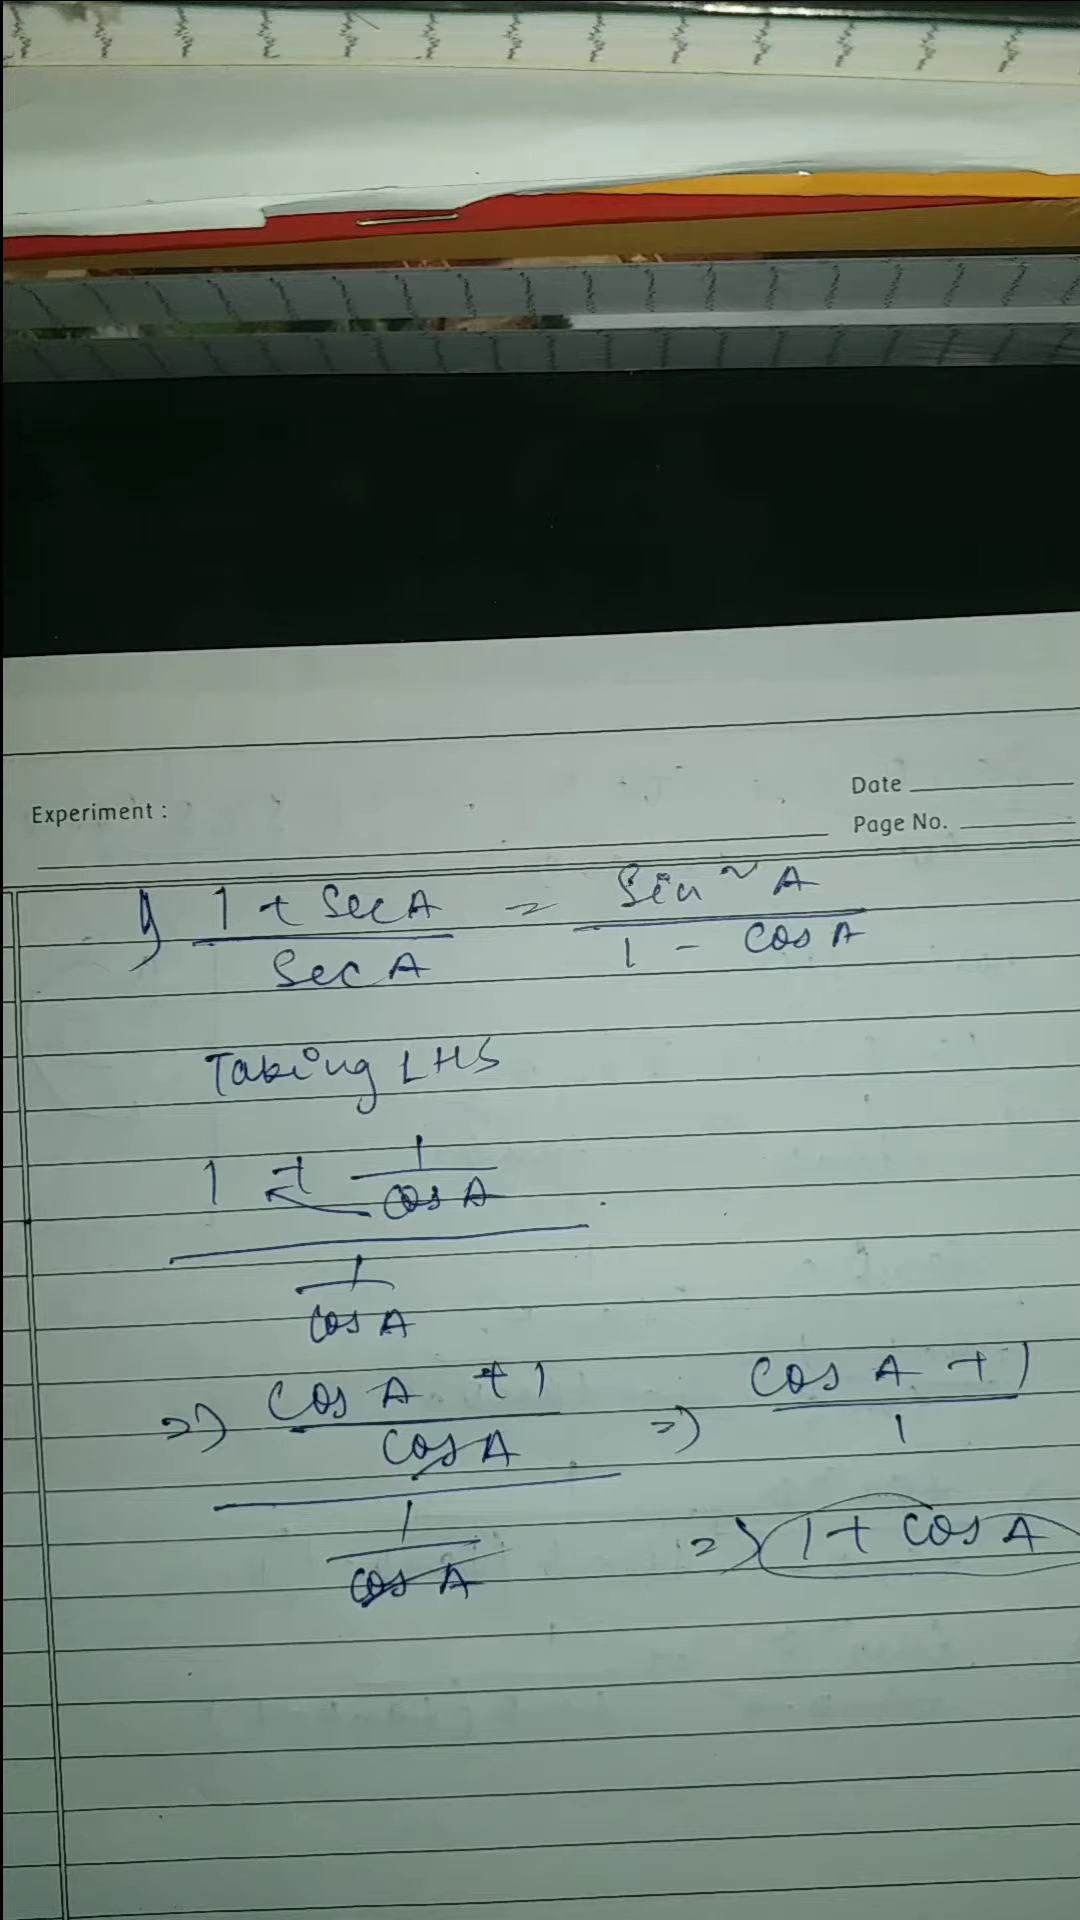 Experiment :
Date
Page No.
1 + Sec A / Sec A = Sin² A / 1 - Cos A
Taking LHS
1 + 1/cos A
1/cos A
=> cos A + 1 / cos A => cos A + 1 / 1
1/cos A => 1 + cos A